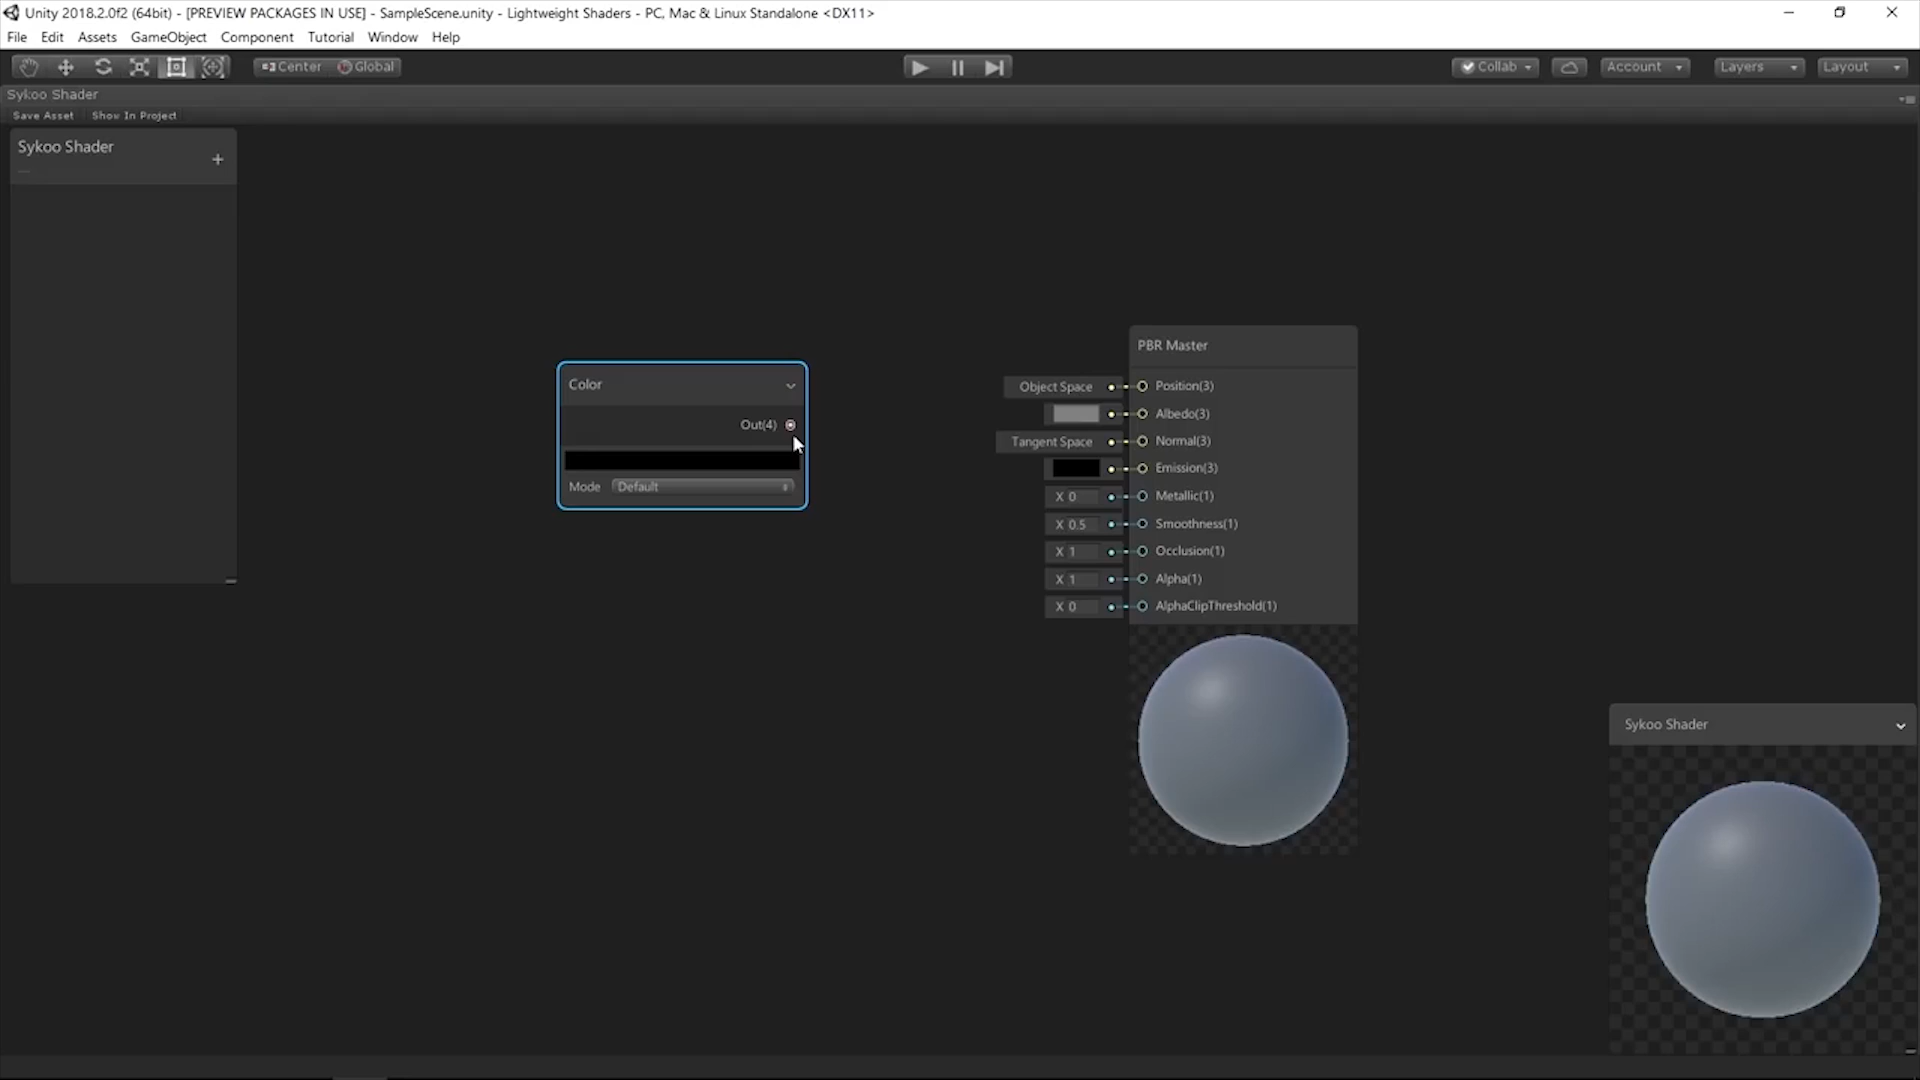 Unity 2018.2.0f2 (64bit) - [PREVIEW PACKAGES IN USE] - SampleScene.unity - Lightweight Shaders - PC, Mac & Linux Standalone <DX11>
File Edit Assets GameObject Component Tutorial Window Help
Center Global Collab Account Layers Layout
Sykoo Shader
Save Asset Show In Project
Sykoo Shader
PBR Master
Color
Object Space Position(3)
Albedo(3)
Out(4)
Tangent Space Normal(3)
Emission(3)
Mode Default
X 0 Metallic(1)
X 0.5 Smoothness(1)
X 1 Occlusion(1)
X 1 Alpha(1)
X 0 AlphaClipThreshold(1)
Sykoo Shader